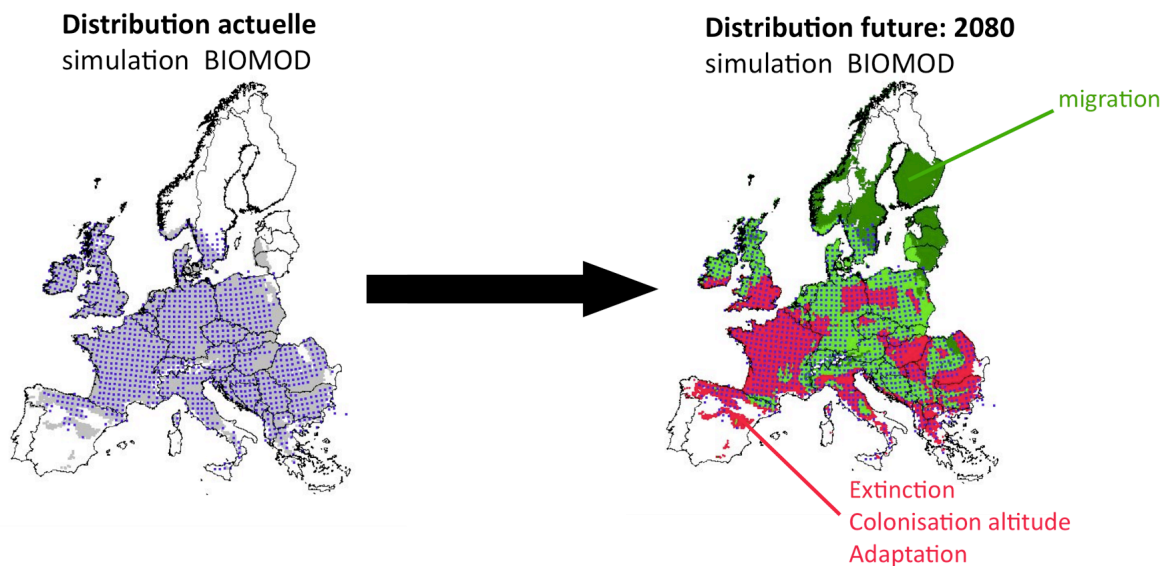 Distribution actuelle
simulation BIOMOD
Distribution future: 2080
simulation BIOMOD
migration
Extinction
Colonisation altitude
Adaptation